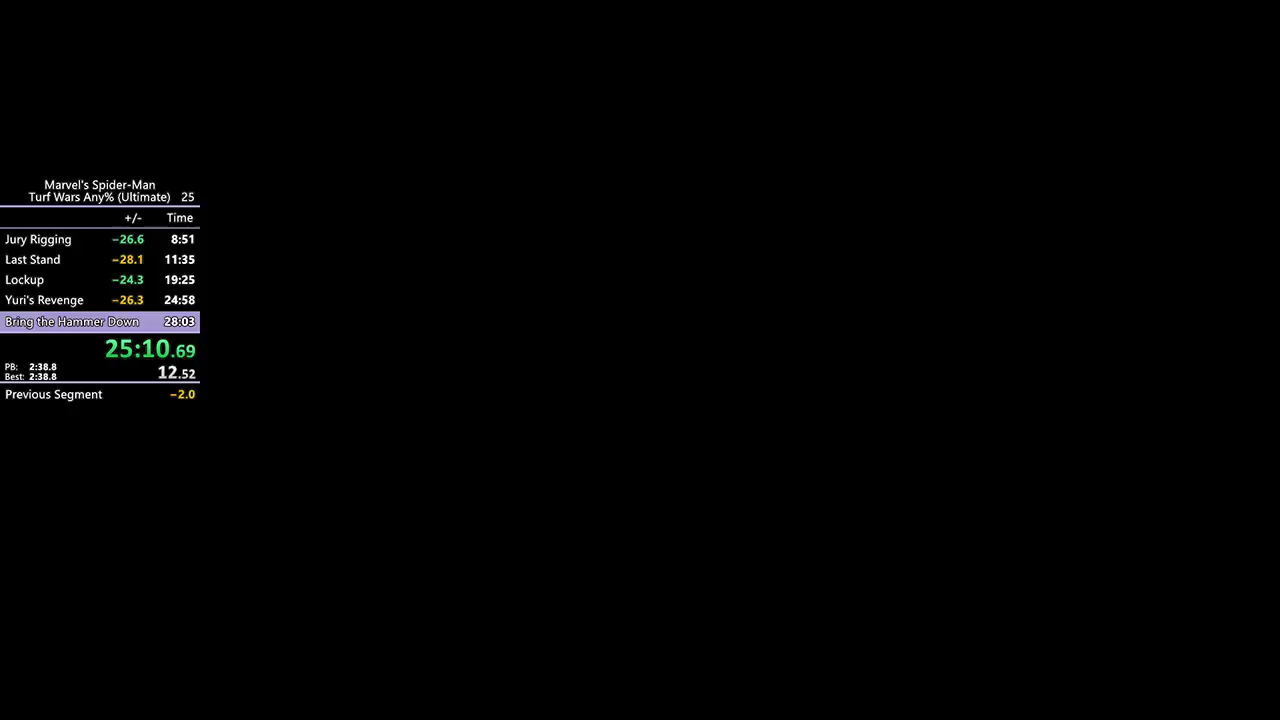 Marvel's Spider-Man
Turf Wars Any% (Ultimate) 25
+/- Time
Jury Rigging −26.6 8:51
Last Stand −28.1 11:35
Lockup −24.3 19:25
Yuri's Revenge −26.3 24:58
Bring the Hammer Down 28:03
25:10.69
PB: 2:38.8
Best: 2:38.8
12.52
Previous Segment −2.0